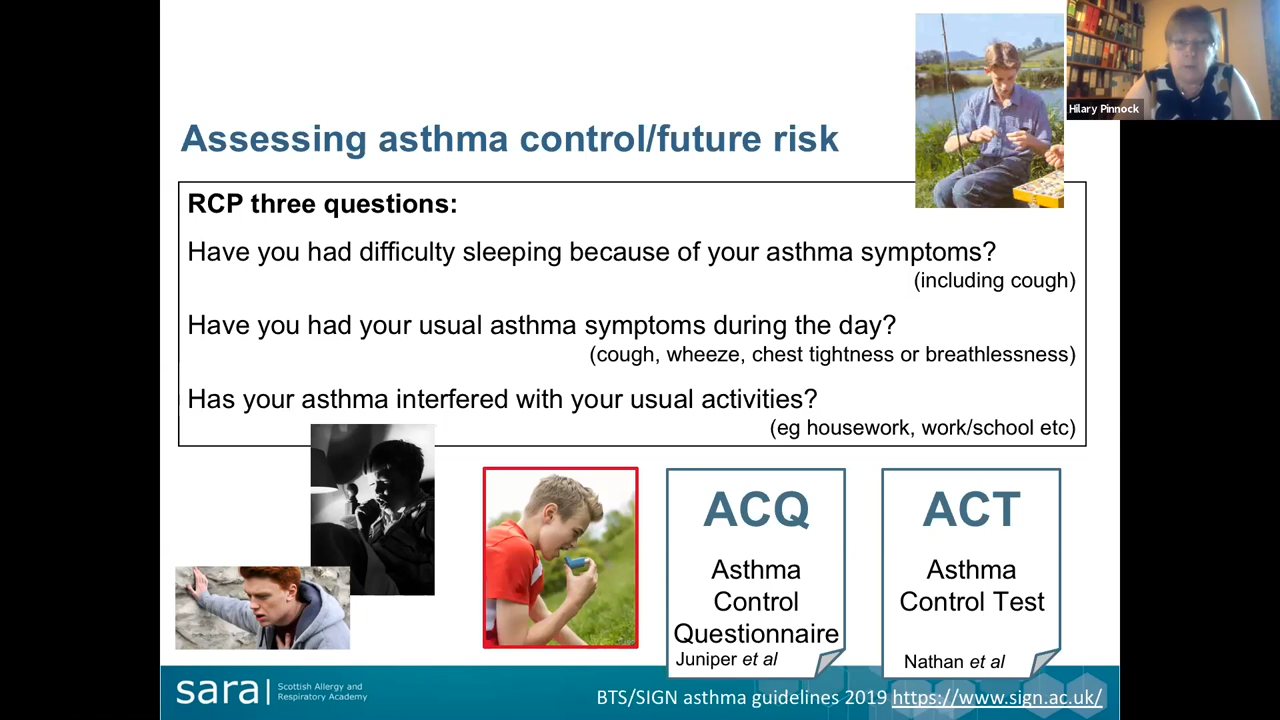 Hilary Pinnock
Assessing asthma control/future risk
RCP three questions:
Have you had difficulty sleeping because of your asthma symptoms?
(including cough)
Have you had your usual asthma symptoms during the day?
(cough, wheeze, chest tightness or breathlessness)
Has your asthma interfered with your usual activities?
(eg housework, work/school etc)
ACQ
Asthma
Control
Questionnaire
Juniper et al
ACT
Asthma
Control Test
Nathan et al
sara|
Scottish Allergy and
Respiratory Academy
BTS/SIGN asthma guidelines 2019 https://www.sign.ac.uk/